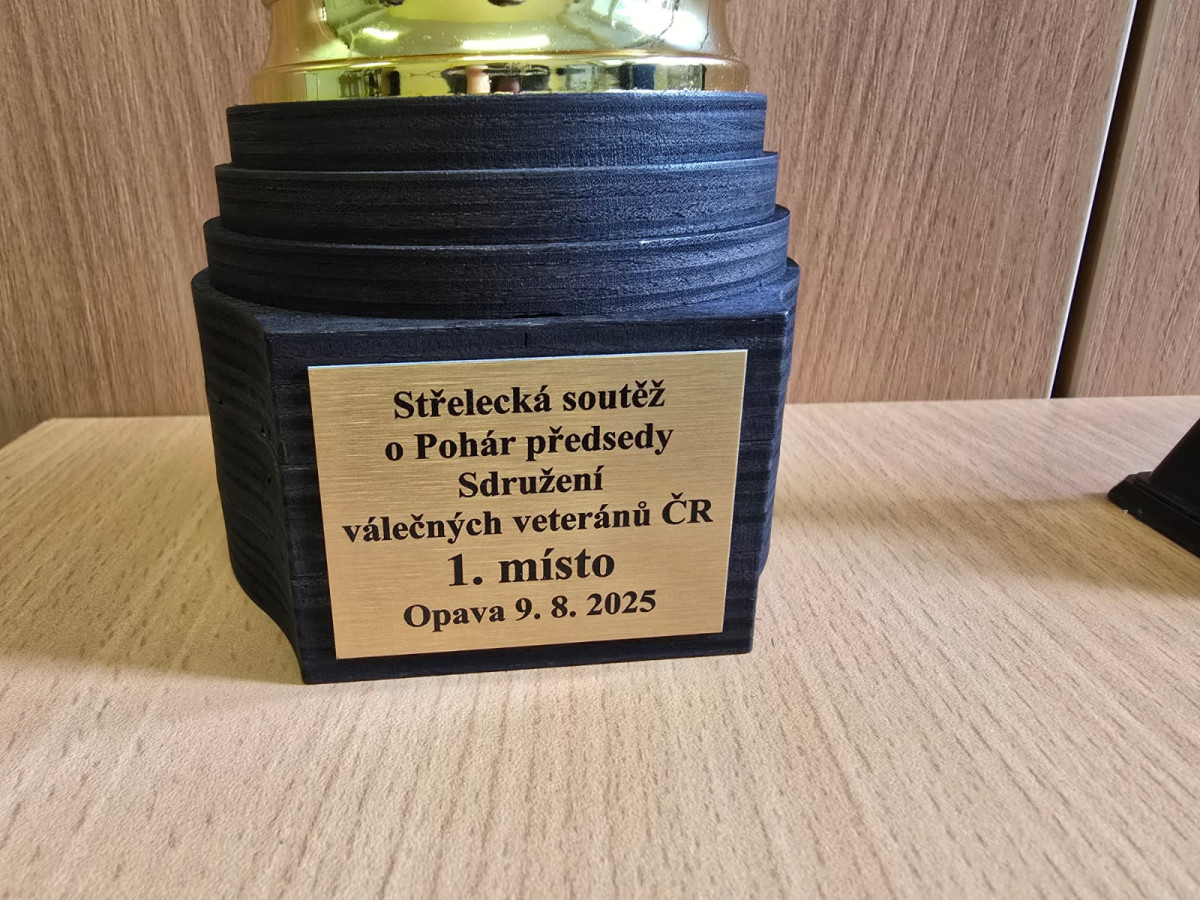 Střelecká soutěž
o Pohár předsedy
Sdružení
válečných veteránů ČR
1. místo
Opava 9. 8. 2025